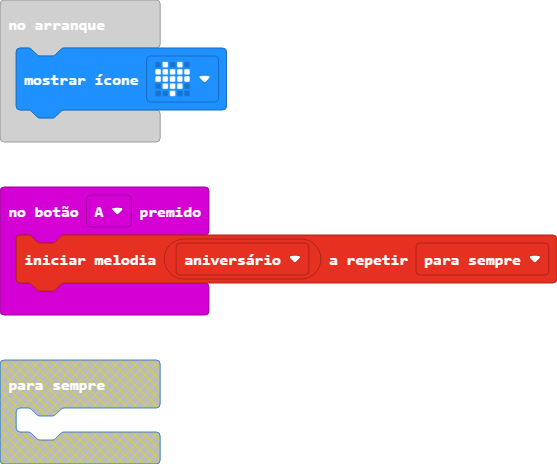 no arranque
mostrar ícone
no botão A premido
iniciar melodia aniversário a repetir para sempre
para sempre